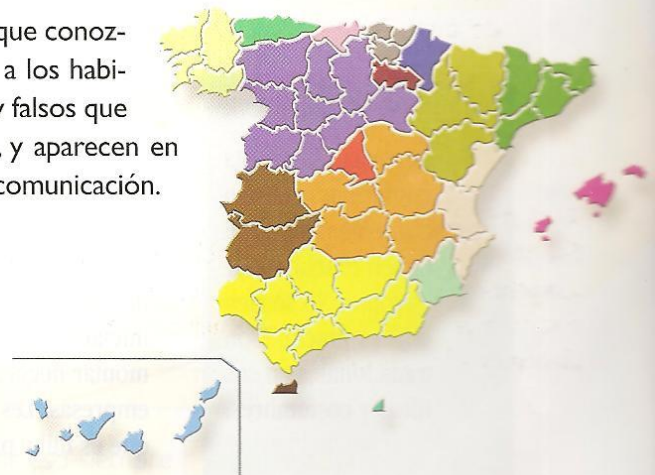 que conoz-
a los habi-
y falsos que
, y aparecen en
comunicación.